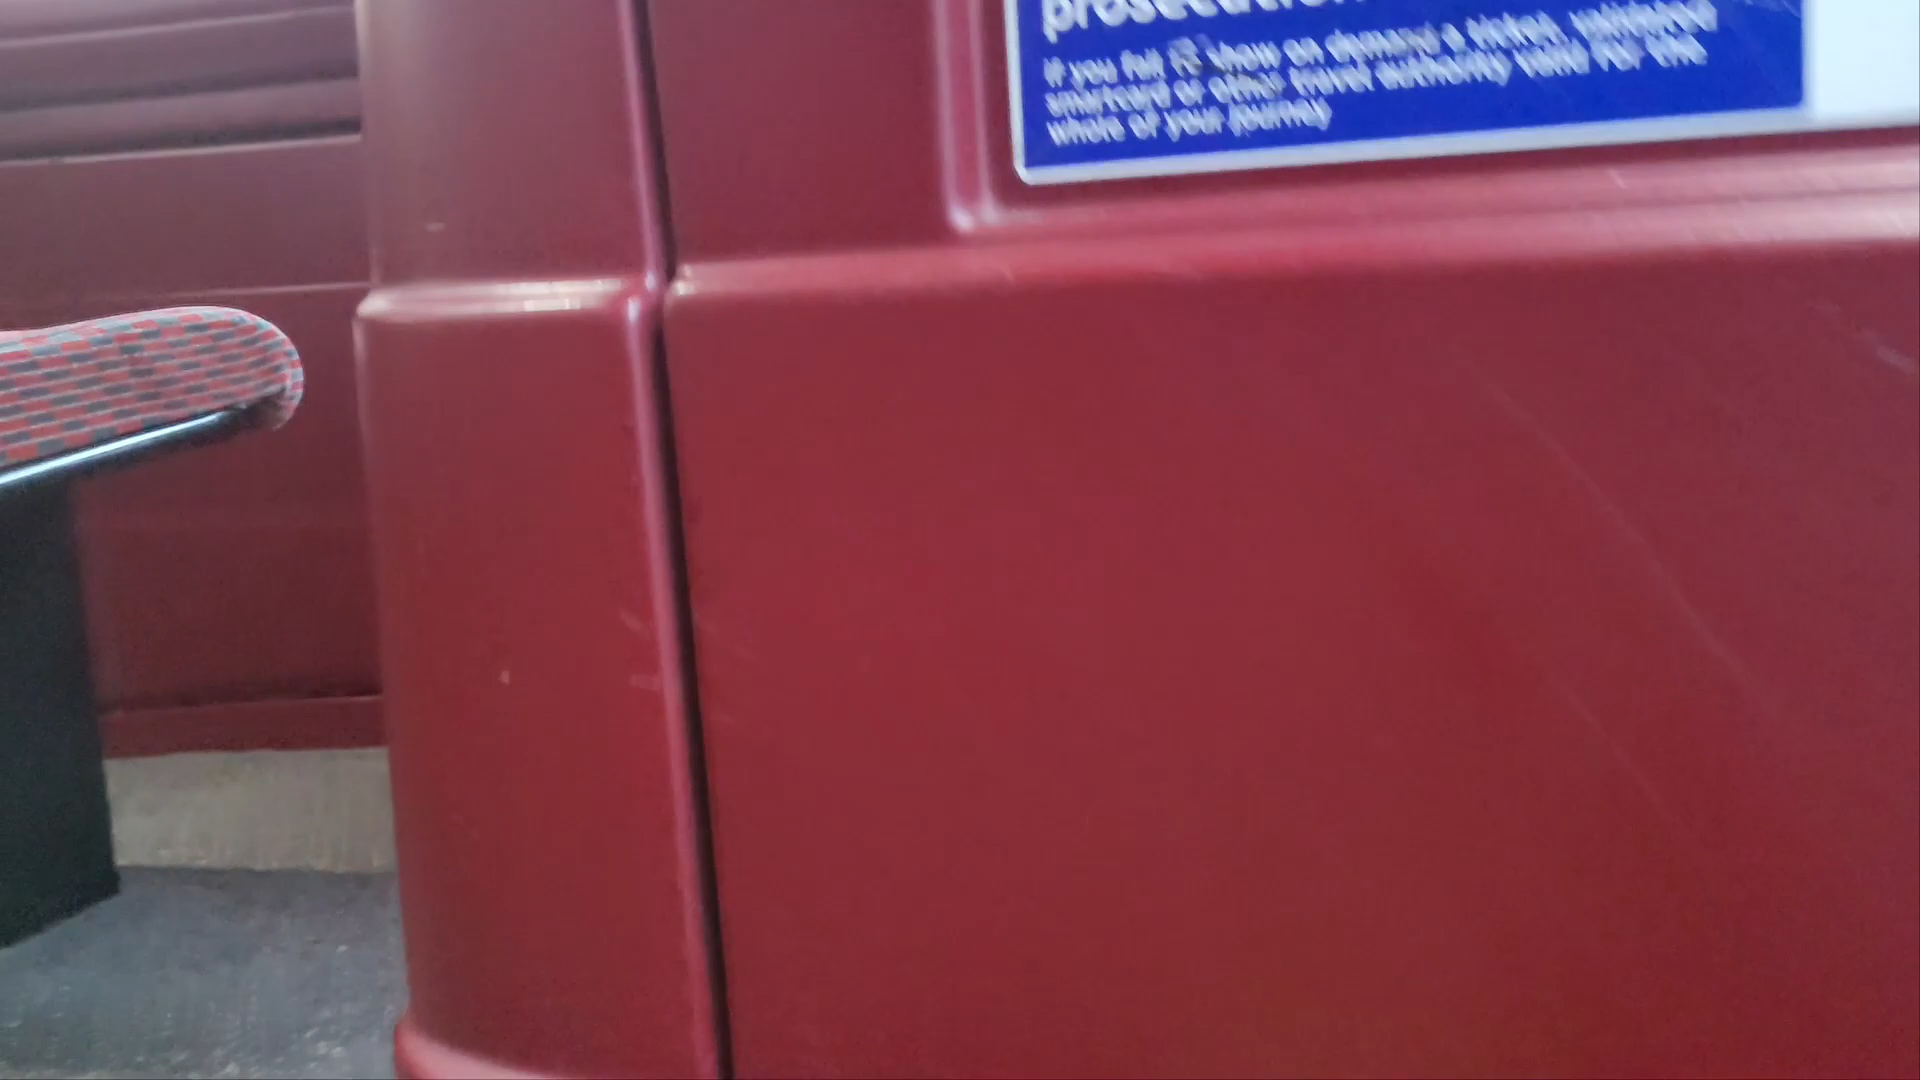 prosecution
If you fail to show on demand a ticket, validated
smartcard or other travel authority valid for the
whole of your journey